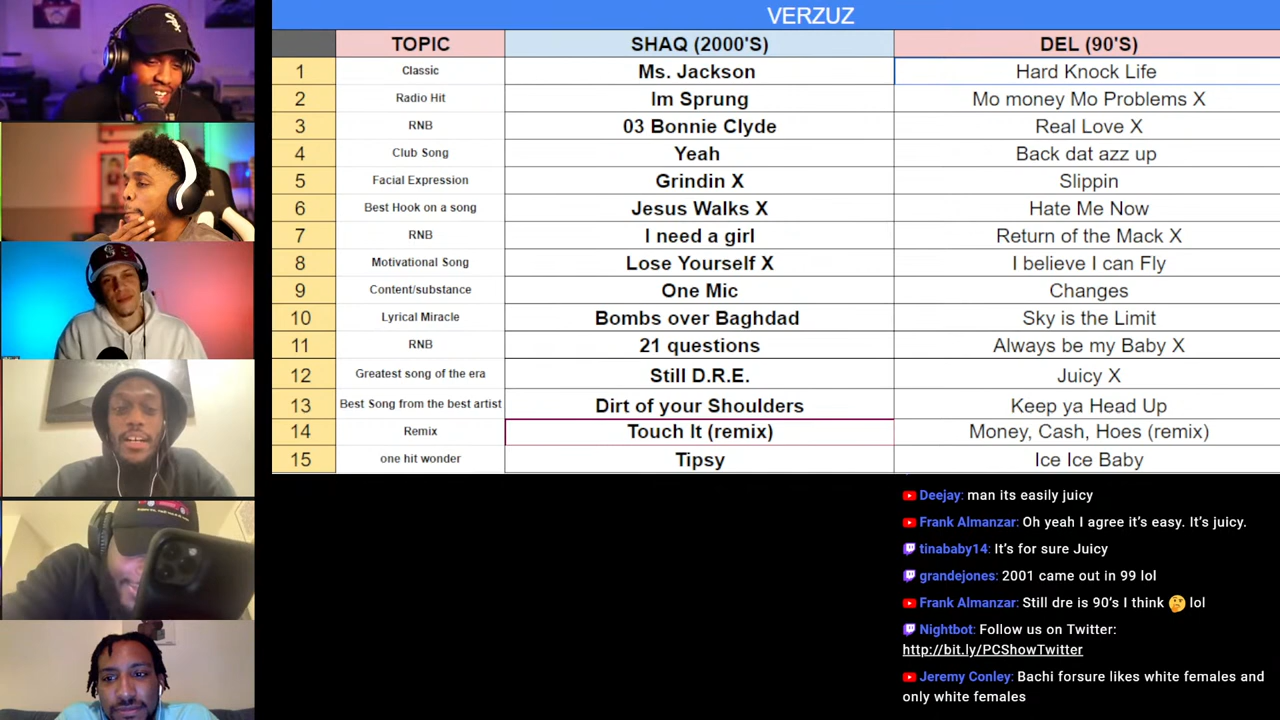 VERZUZ
TOPIC SHAQ (2000'S) DEL (90'S)
1 Classic Ms. Jackson Hard Knock Life
2 Radio Hit Im Sprung Mo money Mo Problems X
3 RNB 03 Bonnie Clyde Real Love X
4 Club Song Yeah Back dat azz up
5 Facial Expression Grindin X Slippin
6 Best Hook on a song Jesus Walks X Hate Me Now
7 RNB I need a girl Return of the Mack X
8 Motivational Song Lose Yourself X I believe I can Fly
9 Content/substance One Mic Changes
10 Lyrical Miracle Bombs over Baghdad Sky is the Limit
11 RNB 21 questions Always be my Baby X
12 Greatest song of the era Still D.R.E. Juicy X
13 Best Song from the best artist Dirt of your Shoulders Keep ya Head Up
14 Remix Touch It (remix) Money, Cash, Hoes (remix)
15 one hit wonder Tipsy Ice Ice Baby
Deejay: man its easily juicy
Frank Almanzar: Oh yeah I agree it's easy. It's juicy.
tinababy14: It's for sure Juicy
grandejones: 2001 came out in 99 lol
Frank Almanzar: Still dre is 90's I think 🤔 lol
Nightbot: Follow us on Twitter:
http://bit.ly/PCShowTwitter
Jeremy Conley: Bachi forsure likes white females and
only white females